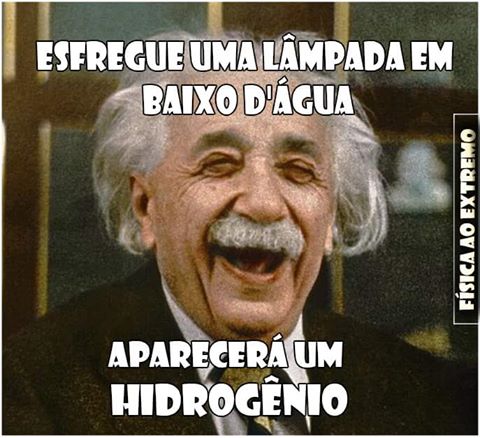 ESFREGUE UMA LÂMPADA EM
BAIXO D'ÁGUA
FÍSICA AO EXTREMO
APARECERÁ UM
HIDROGÊNIO